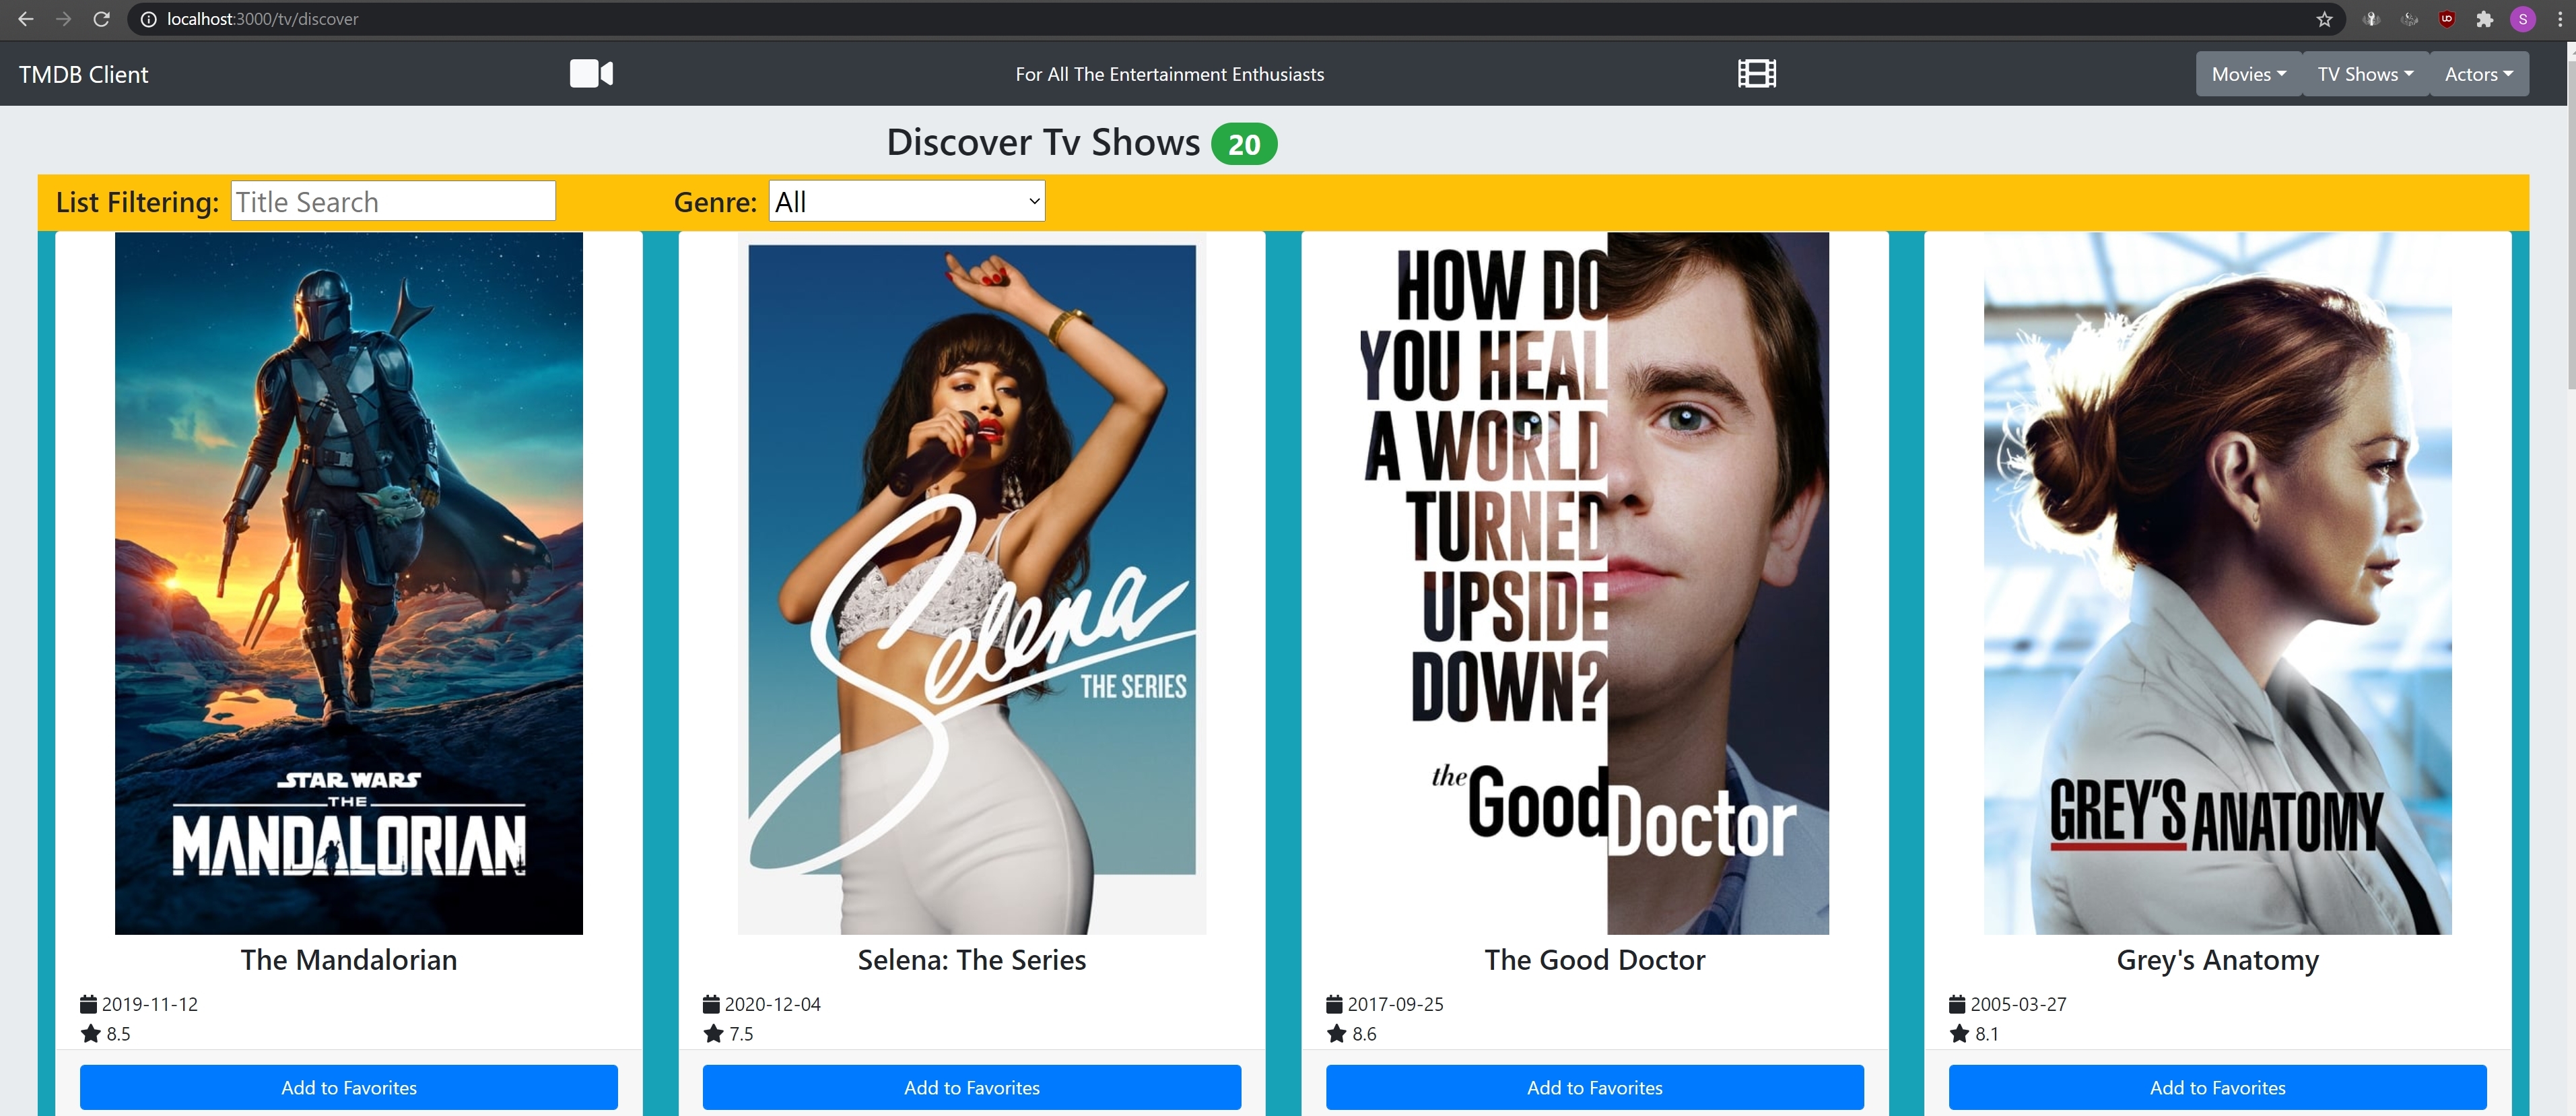 localhost:3000/tv/discover
S
TMDB Client
For All The Entertainment Enthusiasts
Movies
TV Shows
Actors
Discover Tv Shows 20
List Filtering: Title Search
Genre: All
STAR WARS
THE
MANDALORIAN
The Mandalorian
2019-11-12
8.5
Add to Favorites
Selena
THE SERIES
Selena: The Series
2020-12-04
7.5
Add to Favorites
HOW DO
YOU HEAL
A WORLD
TURNED
UPSIDE
DOWN?
the Good Doctor
The Good Doctor
2017-09-25
8.6
Add to Favorites
GREY'S ANATOMY
Grey's Anatomy
2005-03-27
8.1
Add to Favorites